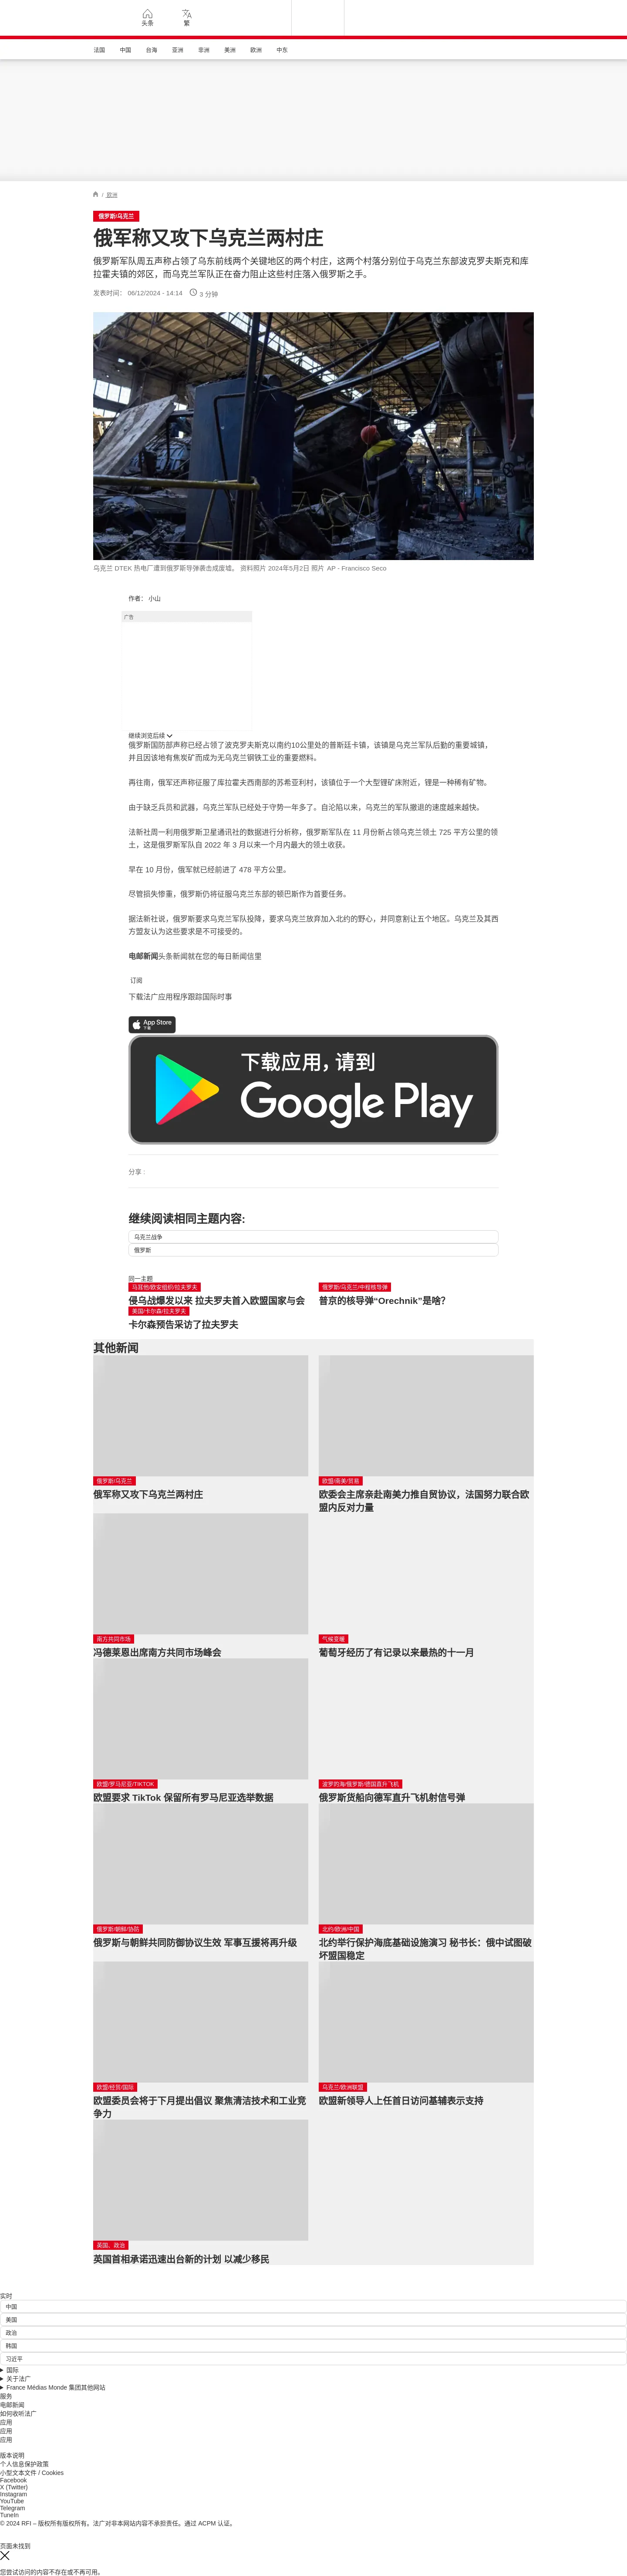 头条
繁
法国
中国
台海
亚洲
非洲
美洲
欧洲
中东
/ 欧洲
俄罗斯/乌克兰
俄军称又攻下乌克兰两村庄
俄罗斯军队周五声称占领了乌东前线两个关键地区的两个村庄，这两个村落分别位于乌克兰东部波克罗夫斯克和库
拉霍夫镇的郊区，而乌克兰军队正在奋力阻止这些村庄落入俄罗斯之手。
发表时间： 06/12/2024 - 14:14
3 分钟
乌克兰 DTEK 热电厂遭到俄罗斯导弹袭击成废墟。 资料照片 2024年5月2日 照片 AP - Francisco Seco
作者： 小山
广告
继续浏览后续
俄罗斯国防部声称已经占领了波克罗夫斯克以南约10公里处的普斯廷卡镇，该镇是乌克兰军队后勤的重要城镇，
并且因该地有焦炭矿而成为无乌克兰钢铁工业的重要燃料。
再往南，俄军还声称征服了库拉霍夫西南部的苏希亚利村，该镇位于一个大型锂矿床附近，锂是一种稀有矿物。
由于缺乏兵员和武器，乌克兰军队已经处于守势一年多了。自沦陷以来，乌克兰的军队撤退的速度越来越快。
法新社周一利用俄罗斯卫星通讯社的数据进行分析称，俄罗斯军队在 11 月份新占领乌克兰领土 725 平方公里的领
土，这是俄罗斯军队自 2022 年 3 月以来一个月内最大的领土收获。
早在 10 月份，俄军就已经前进了 478 平方公里。
尽管损失惨重，俄罗斯仍将征服乌克兰东部的顿巴斯作为首要任务。
据法新社说，俄罗斯要求乌克兰军队投降，要求乌克兰放弃加入北约的野心，并同意割让五个地区。乌克兰及其西
方盟友认为这些要求是不可接受的。
电邮新闻头条新闻就在您的每日新闻信里
订阅
下载法广应用程序跟踪国际时事
App Store
下载
下载应用，请到
Google Play
分享 :
继续阅读相同主题内容:
乌克兰战争
俄罗斯
同一主题
马耳他/欧安组织/拉夫罗夫
侵乌战爆发以来 拉夫罗夫首入欧盟国家与会
俄罗斯/乌克兰/中程核导弹
普京的核导弹“Orechnik”是啥?
美国/卡尔森/拉夫罗夫
卡尔森预告采访了拉夫罗夫
其他新闻
俄罗斯/乌克兰
俄军称又攻下乌克兰两村庄
欧盟/南美/贸易
欧委会主席亲赴南美力推自贸协议，法国努力联合欧
盟内反对力量
南方共同市场
冯德莱恩出席南方共同市场峰会
气候变暖
葡萄牙经历了有记录以来最热的十一月
欧盟/罗马尼亚/TIKTOK
欧盟要求 TikTok 保留所有罗马尼亚选举数据
波罗的海/俄罗斯/德国直升飞机
俄罗斯货船向德军直升飞机射信号弹
俄罗斯/朝鲜/协防
俄罗斯与朝鲜共同防御协议生效 军事互援将再升级
北约/欧洲/中国
北约举行保护海底基础设施演习 秘书长：俄中试图破
坏盟国稳定
欧盟/经贸/国际
欧盟委员会将于下月提出倡议 聚焦清洁技术和工业竞
争力
乌克兰/欧洲联盟
欧盟新领导人上任首日访问基辅表示支持
英国、政治
英国首相承诺迅速出台新的计划 以减少移民
实时
中国
美国
政治
韩国
习近平
国际
关于法广
France Médias Monde 集团其他网站
服务
电邮新闻
如何收听法广
应用
应用
应用
版本说明
个人信息保护政策
小型文本文件 / Cookies
Facebook
X (Twitter)
Instagram
YouTube
Telegram
TuneIn
© 2024 RFI – 版权所有版权所有。法广对非本网站内容不承担责任。通过 ACPM 认证。
页面未找到
您尝试访问的内容不存在或不再可用。